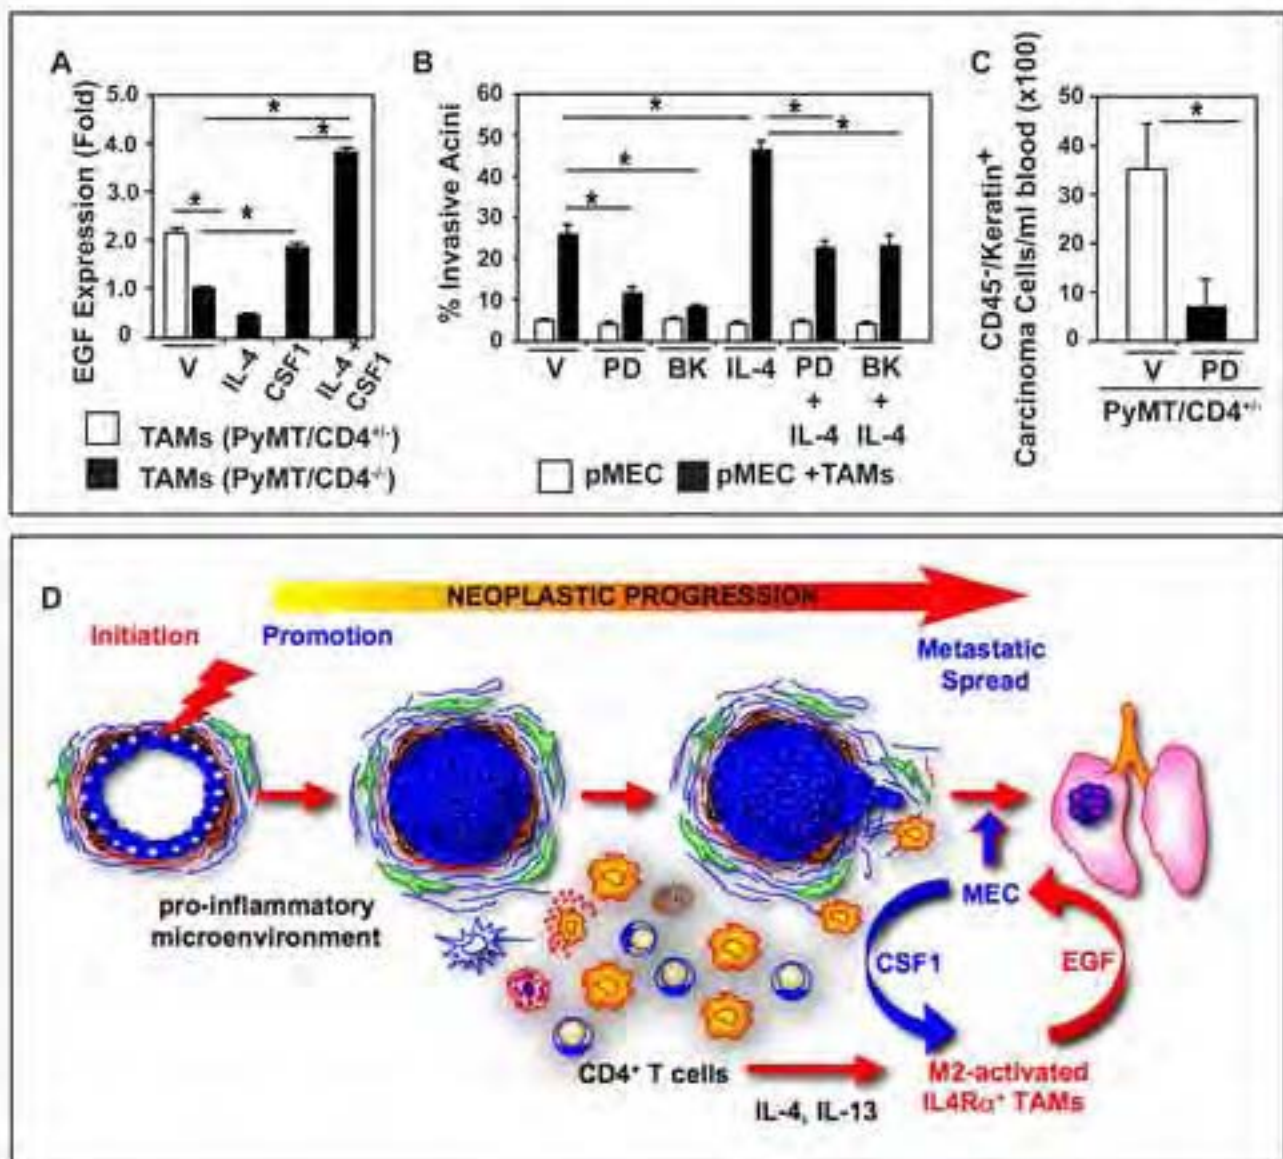 A
EGF Expression (Fold)
5.0
4.0
3.0
2.0
1.0
0
*
*
*
*
V
IL-4
CSF1
IL-4 +
CSF1
TAMs (PyMT/CD4+/-)
TAMs (PyMT/CD4-/-)
B
% Invasive Acini
60
50
40
30
20
10
0
*
*
*
*
*
V
PD
BK
IL-4
PD
+
IL-4
BK
+
IL-4
pMEC
pMEC +TAMs
C
CD45-/Keratin+
Carcinoma Cells/ml blood (x100)
50
40
30
20
10
0
*
V
PD
PyMT/CD4+/-
D
NEOPLASTIC PROGRESSION
Initiation
Promotion
Metastatic
Spread
pro-inflammatory
microenvironment
MEC
CSF1
EGF
CD4+ T cells
IL-4, IL-13
M2-activated
IL4Rα+ TAMs